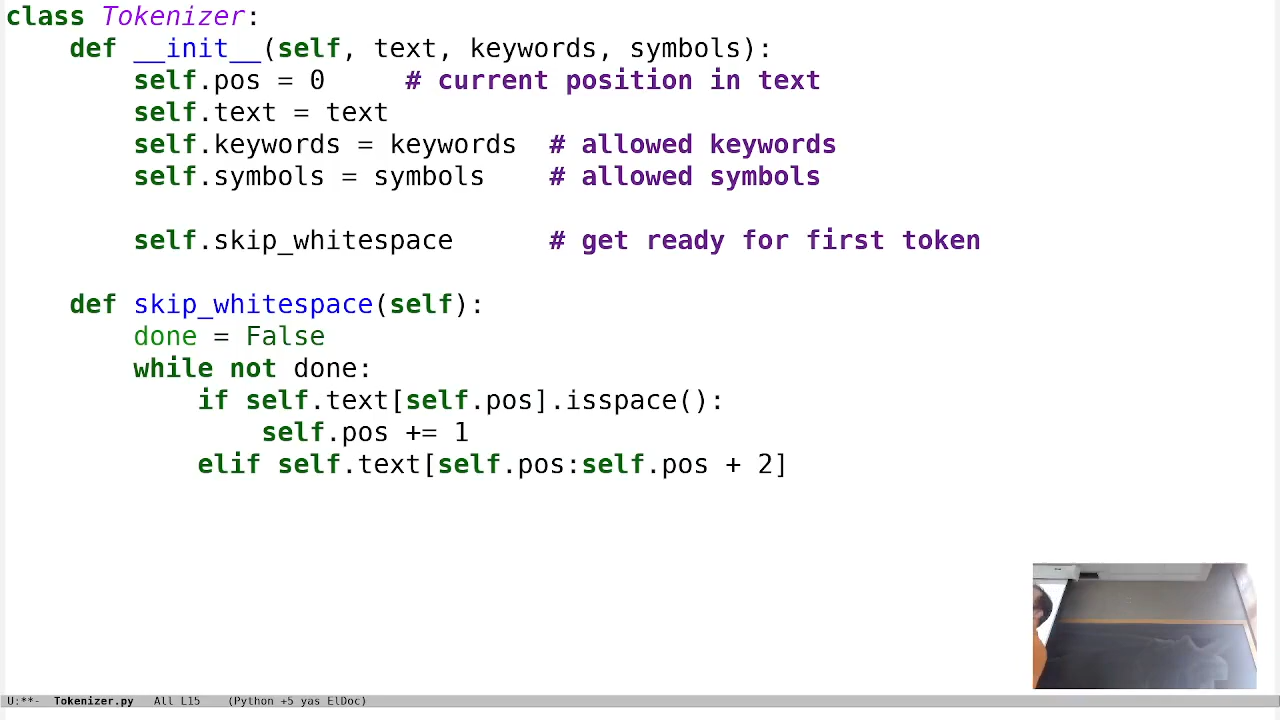 class Tokenizer:
    def __init__(self, text, keywords, symbols):
        self.pos = 0     # current position in text
        self.text = text
        self.keywords = keywords  # allowed keywords
        self.symbols = symbols    # allowed symbols
        self.skip_whitespace      # get ready for first token
    def skip_whitespace(self):
        done = False
        while not done:
            if self.text[self.pos].isspace():
                self.pos += 1
            elif self.text[self.pos:self.pos + 2]
U:**-  Tokenizer.py   All L15    (Python +5 yas ElDoc)